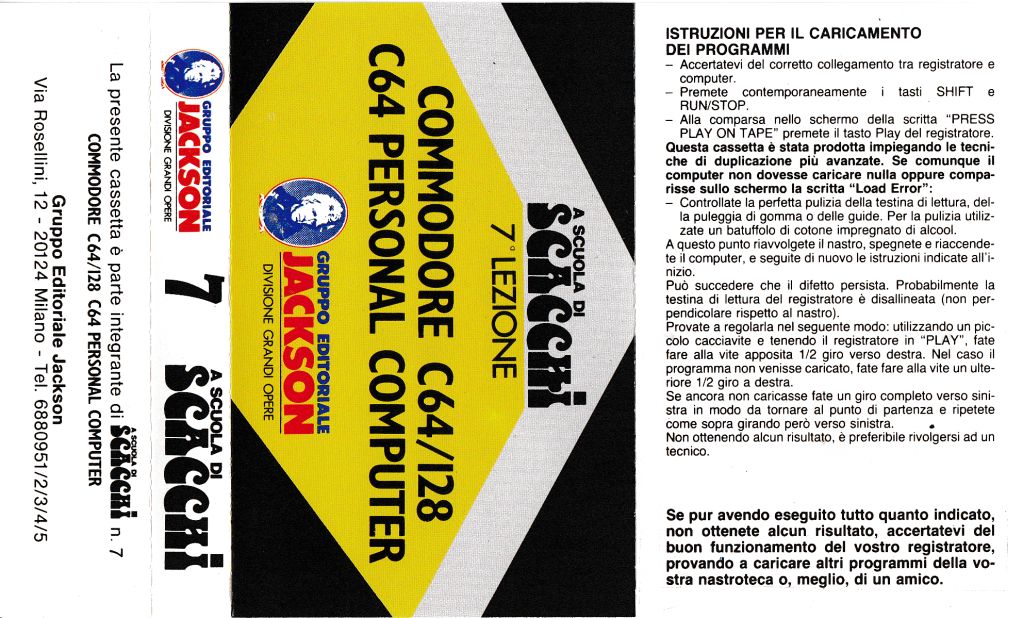 La presente cassetta è parte integrante di A SCUOLA DI SCACCHI n. 7
COMMODORE C64/128 C64 PERSONAL COMPUTER
Gruppo Editoriale Jackson
Via Rosellini, 12 - 20124 Milano - Tel. 6880951/2/3/4/5
GRUPPO EDITORIALE
JACKSON
DIVISIONE GRANDI OPERE
7
A SCUOLA DI
SCACCHI
A SCUOLA DI
SCACCHI
7ª LEZIONE
COMMODORE C64/128
C64 PERSONAL COMPUTER
GRUPPO EDITORIALE
JACKSON
DIVISIONE GRANDI OPERE
ISTRUZIONI PER IL CARICAMENTO
DEI PROGRAMMI
– Accertatevi del corretto collegamento tra registratore e
computer.
– Premete contemporaneamente i tasti SHIFT e
RUN/STOP.
– Alla comparsa nello schermo della scritta “PRESS
PLAY ON TAPE” premete il tasto Play del registratore.
Questa cassetta è stata prodotta impiegando le tecni-
che di duplicazione più avanzate. Se comunque il
computer non dovesse caricare nulla oppure compa-
risse sullo schermo la scritta “Load Error”:
– Controllate la perfetta pulizia della testina di lettura, del-
la puleggia di gomma o delle guide. Per la pulizia utiliz-
zate un batuffolo di cotone impregnato di alcool.
A questo punto riavvolgete il nastro, spegnete e riaccende-
te il computer, e seguite di nuovo le istruzioni indicate all'i-
nizio.
Può succedere che il difetto persista. Probabilmente la
testina di lettura del registratore è disallineata (non per-
pendicolare rispetto al nastro).
Provate a regolarla nel seguente modo: utilizzando un pic-
colo cacciavite e tenendo il registratore in “PLAY”, fate
fare alla vite apposita 1/2 giro verso destra. Nel caso il
programma non venisse caricato, fate fare alla vite un ulte-
riore 1/2 giro a destra.
Se ancora non caricasse fate un giro completo verso sini-
stra in modo da tornare al punto di partenza e ripetete
come sopra girando però verso sinistra.
Non ottenendo alcun risultato, è preferibile rivolgersi ad un
tecnico.
Se pur avendo eseguito tutto quanto indicato,
non ottenete alcun risultato, accertatevi del
buon funzionamento del vostro registratore,
provando a caricare altri programmi della vo-
stra nastroteca o, meglio, di un amico.